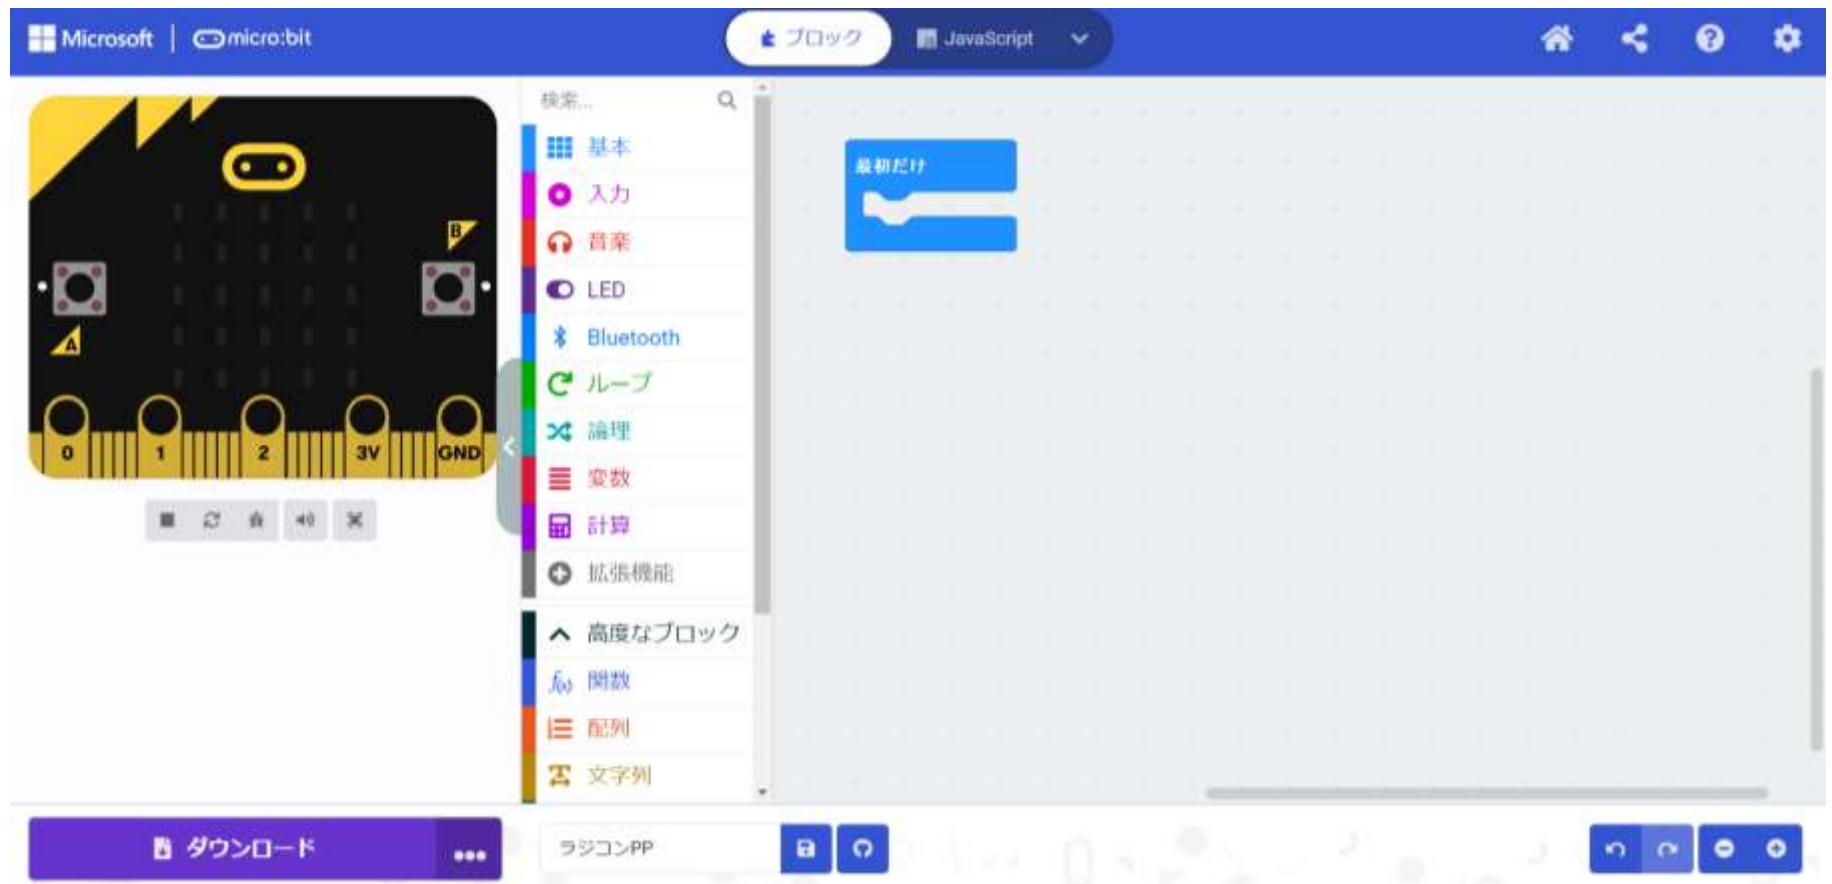 Microsoft | micro:bit
ブロック
JavaScript
検索...
基本
入力
音楽
LED
Bluetooth
ループ
論理
変数
計算
拡張機能
高度なブロック
f(x) 関数
配列
文字列
最初だけ
B
A
0 1 2 3V GND
ダウンロード
ラジコンPP